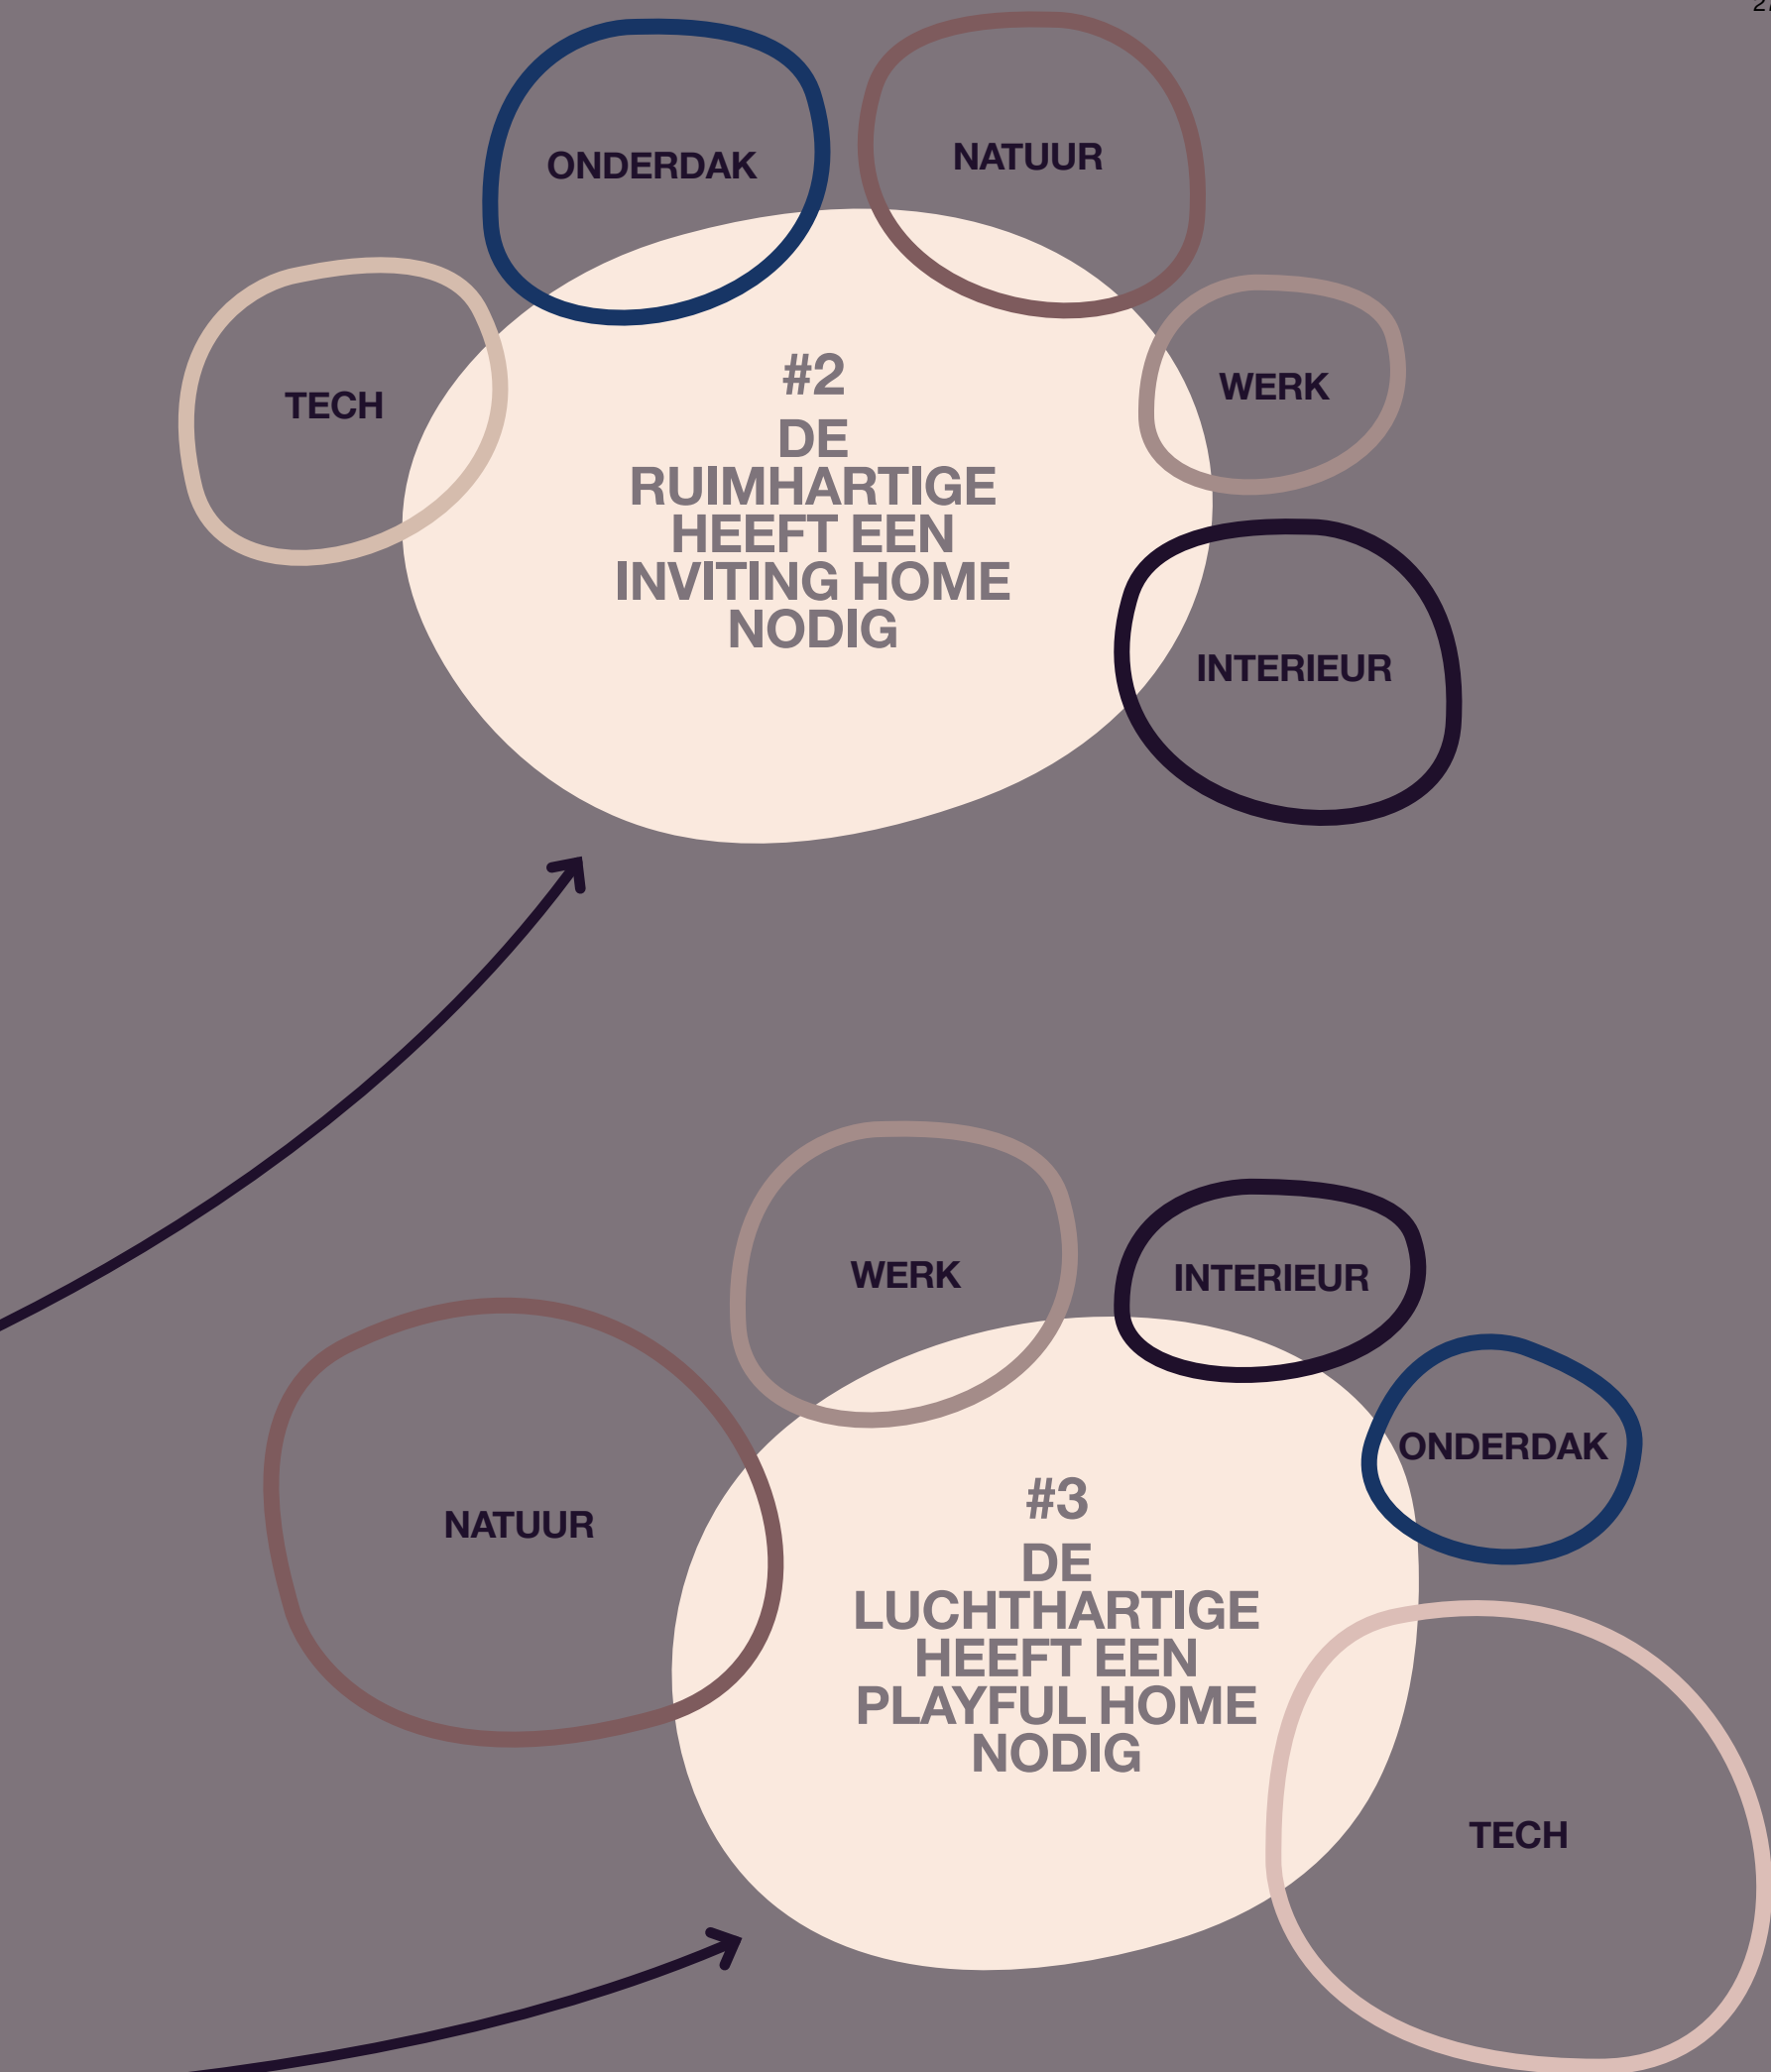 ONDERDAK
NATUUR
TECH
WERK
INTERIEUR
#2
DE
RUIMHARTIGE
HEEFT EEN
INVITING HOME
NODIG
WERK
INTERIEUR
ONDERDAK
NATUUR
TECH
#3
DE
LUCHTHARTIGE
HEEFT EEN
PLAYFUL HOME
NODIG